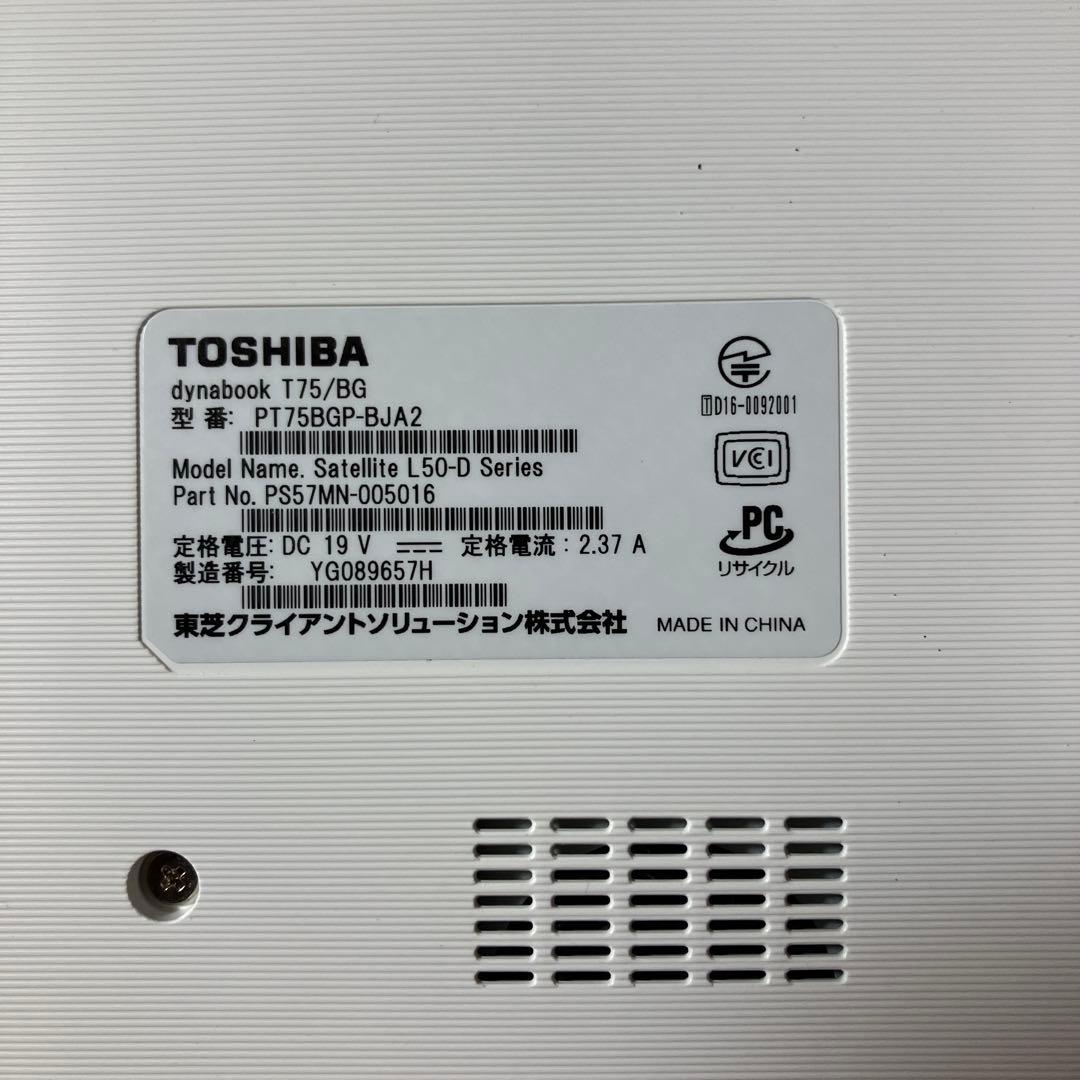 TOSHIBA
dynabook T75/BG
型 番: PT75BGP-BJA2
Model Name. Satellite L50-D Series
Part No. PS57MN-005016
定格電圧: DC 19 V 定格電流 : 2.37 A
製造番号: YG089657H
東芝クライアントソリューション株式会社
MADE IN CHINA
T D16-0092001
VCI
PC
リサイクル